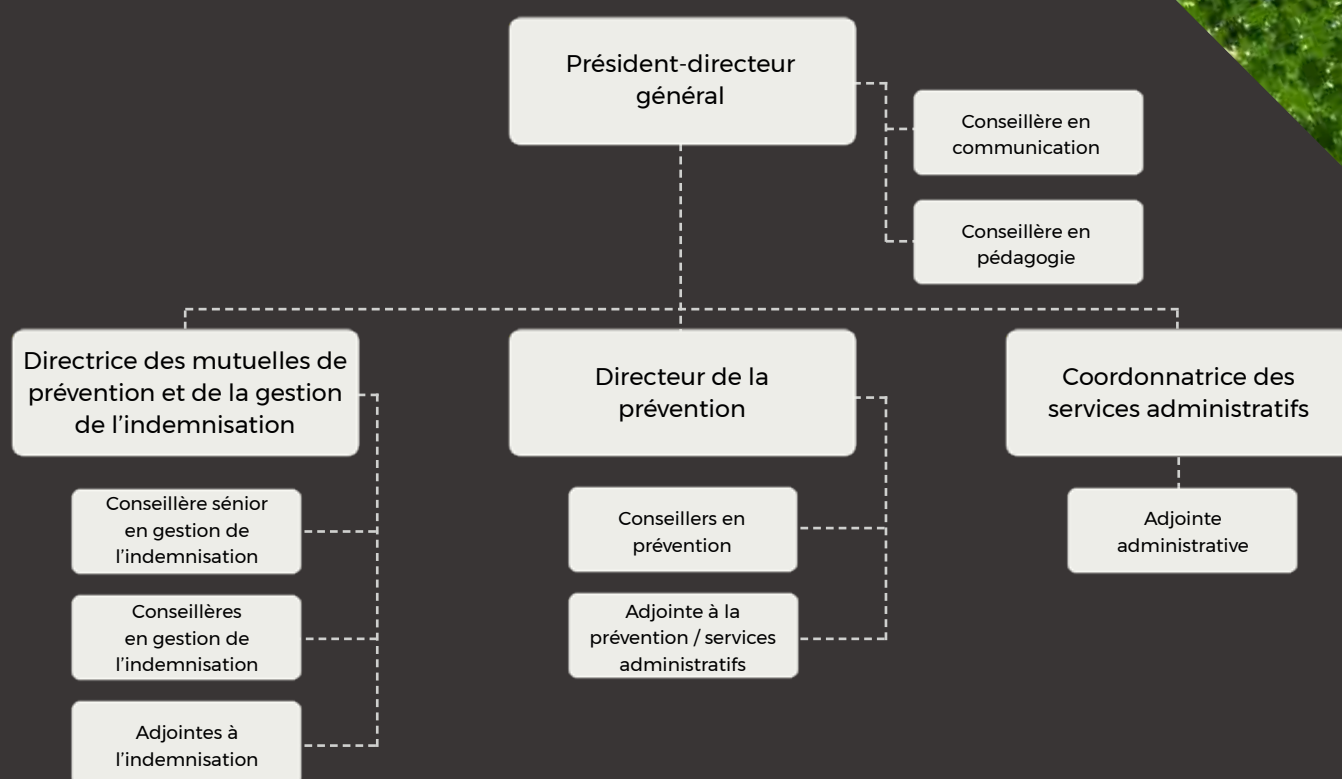 Président-directeur
général
Conseillère en
communication
Conseillère en
pédagogie
Directrice des mutuelles de
prévention et de la gestion
de l’indemnisation
Conseillère sénior
en gestion de
l’indemnisation
Conseillères
en gestion de
l’indemnisation
Adjointes à
l’indemnisation
Directeur de la
prévention
Conseillers en
prévention
Adjointe à la
prévention / services
administratifs
Coordonnatrice des
services administratifs
Adjointe
administrative